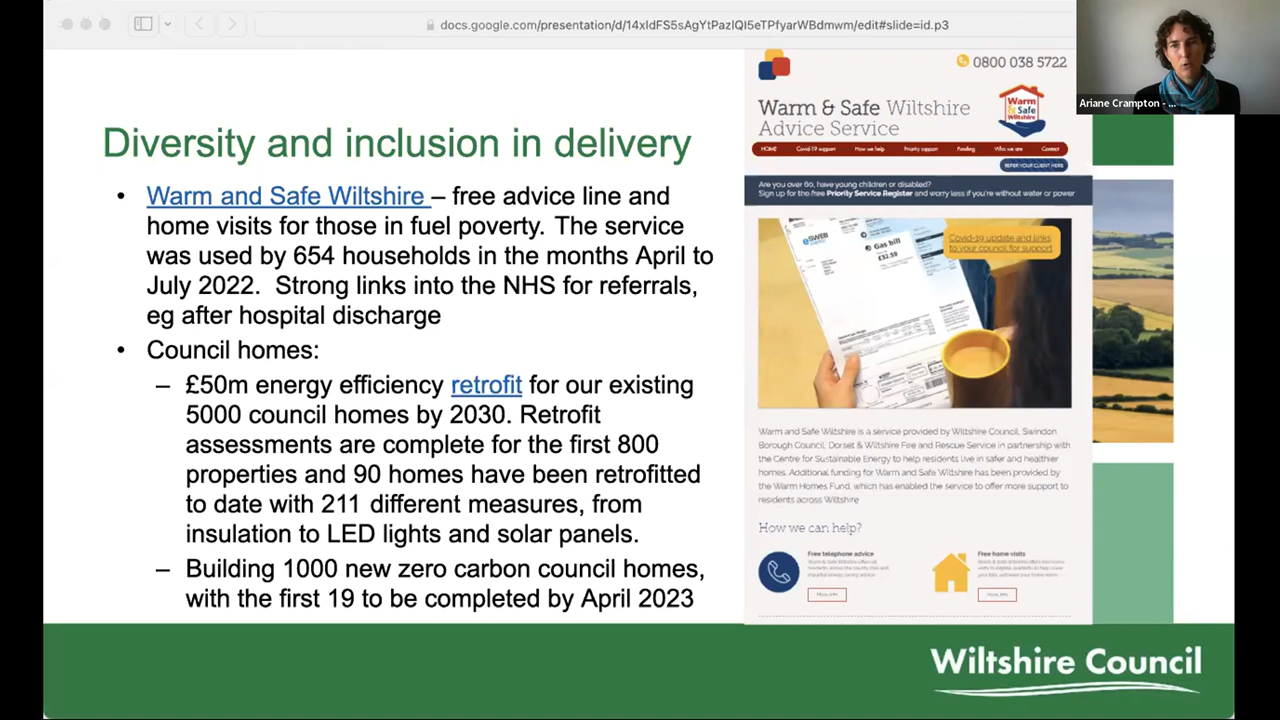 docs.google.com/presentation/d/14xIdFS5sAgYtPazIQI5eTPfyarWBdmwm/edit#slide=id.p3
Ariane Crampton - ...
Diversity and inclusion in delivery
• Warm and Safe Wiltshire – free advice line and
home visits for those in fuel poverty. The service
was used by 654 households in the months April to
July 2022. Strong links into the NHS for referrals,
eg after hospital discharge
• Council homes:
– £50m energy efficiency retrofit for our existing
5000 council homes by 2030. Retrofit
assessments are complete for the first 800
properties and 90 homes have been retrofitted
to date with 211 different measures, from
insulation to LED lights and solar panels.
– Building 1000 new zero carbon council homes,
with the first 19 to be completed by April 2023
0800 038 5722
Warm & Safe Wiltshire
Advice Service
Warm
& Safe
Wiltshire
HOME Covid-19 support How we help Priority support Funding Who we are Contact
REFER YOUR CLIENT HERE
Are you over 60, have young children or disabled?
Sign up for the free Priority Service Register and worry less if you're without water or power
Covid-19 update and links
to your council for support
SWEB
Gas bill
£32.59
Warm and Safe Wiltshire is a service provided by Wiltshire Council, Swindon
Borough Council, Dorset & Wiltshire Fire and Rescue Service in partnership with
the Centre for Sustainable Energy to help residents live in safer and healthier
homes. Additional funding for Warm and Safe Wiltshire has been provided by
the Warm Homes Fund, which has enabled the service to offer more support to
residents across Wiltshire
How we can help?
Free telephone advice
More info
Free home visits
More info
Wiltshire Council